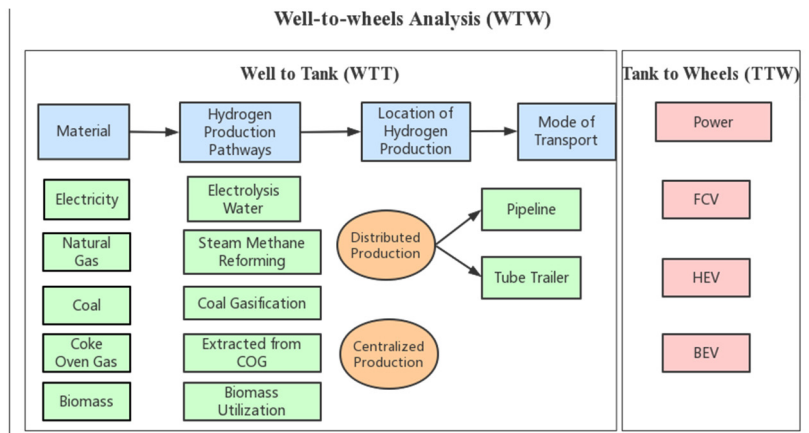 Well-to-wheels Analysis (WTW)
Well to Tank (WTT)
Tank to Wheels (TTW)
Material
Hydrogen
Production
Pathways
Location of
Hydrogen
Production
Mode of
Transport
Power
Electricity
Electrolysis
Water
Pipeline
FCV
Natural
Gas
Steam Methane
Reforming
Distributed
Production
Tube Trailer
HEV
Coal
Coal Gasification
Coke
Oven Gas
Extracted from
COG
Centralized
Production
BEV
Biomass
Biomass
Utilization